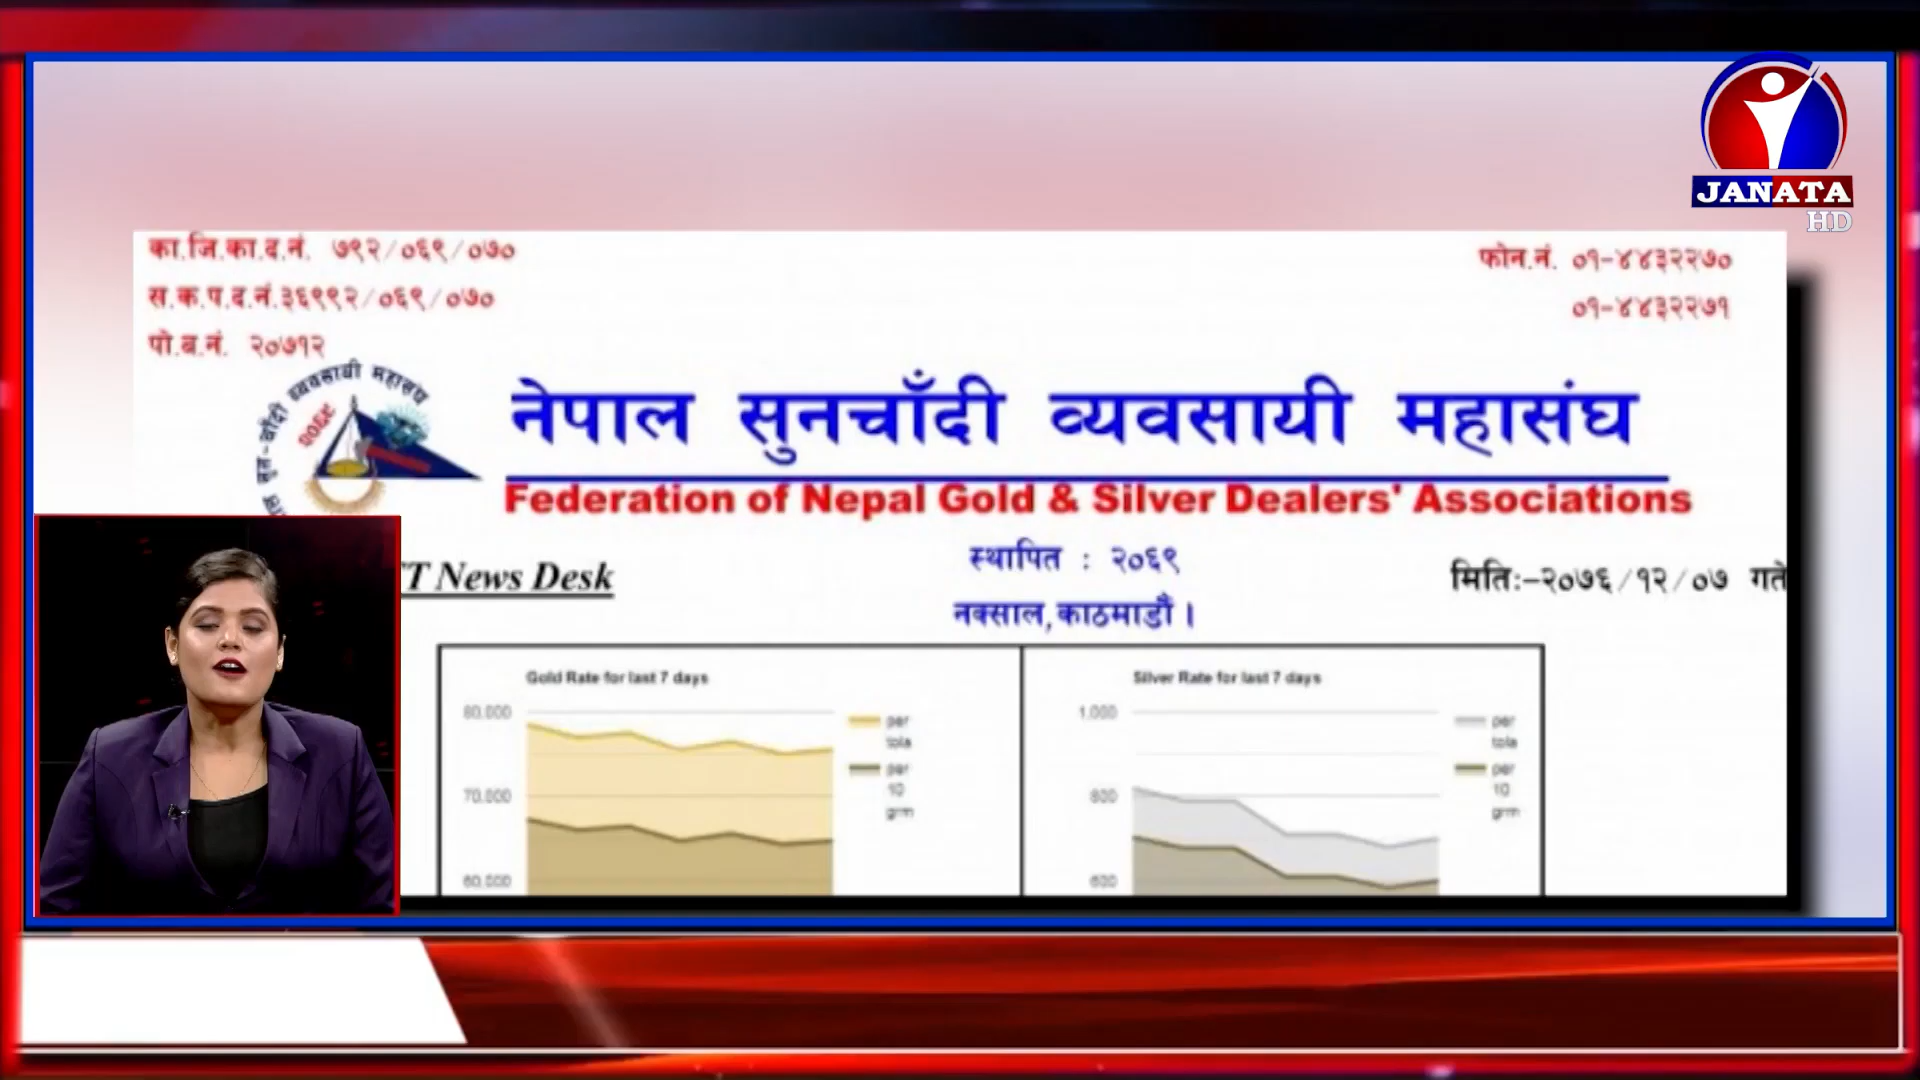 JANATA
HD
का.जि.का.द.नं. ७९२/०६९/०७०
स.क.प.द.नं.३६९९२/०६९/०७०
पो.ब.नं. २०७१२
फोन.नं. ०१-४४३२२७०
०१-४४३२२७१
सुन-चाँदी व्यवसायी महासंघ
२०६९
नेपाल सुनचाँदी व्यवसायी महासंघ
Federation of Nepal Gold & Silver Dealers' Associations
T News Desk
स्थापित : २०६९
मितिः-२०७६/१२/०७ गते
नक्साल,काठमाडौं ।
Gold Rate for last 7 days
80,000
70,000
60,000
per
tola
per
10
grm
Silver Rate for last 7 days
1,000
800
600
per
tola
per
10
grm